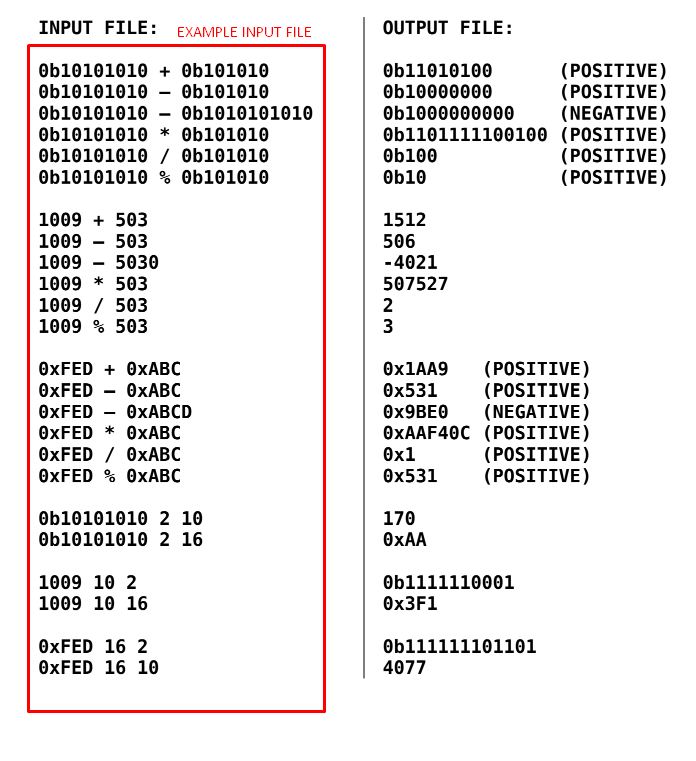 INPUT FILE: EXAMPLE INPUT FILE
0b10101010 + 0b101010
0b10101010 – 0b101010
0b10101010 – 0b1010101010
0b10101010 * 0b101010
0b10101010 / 0b101010
0b10101010 % 0b101010
1009 + 503
1009 – 503
1009 – 5030
1009 * 503
1009 / 503
1009 % 503
0xFED + 0xABC
0xFED – 0xABC
0xFED – 0xABCD
0xFED * 0xABC
0xFED / 0xABC
0xFED % 0xABC
0b10101010 2 10
0b10101010 2 16
1009 10 2
1009 10 16
0xFED 16 2
0xFED 16 10
OUTPUT FILE:
0b11010100 (POSITIVE)
0b10000000 (POSITIVE)
0b1000000000 (NEGATIVE)
0b1101111100100 (POSITIVE)
0b100 (POSITIVE)
0b10 (POSITIVE)
1512
506
-4021
507527
2
3
0x1AA9 (POSITIVE)
0x531 (POSITIVE)
0x9BE0 (NEGATIVE)
0xAAF40C (POSITIVE)
0x1 (POSITIVE)
0x531 (POSITIVE)
170
0xAA
0b1111110001
0x3F1
0b111111101101
4077